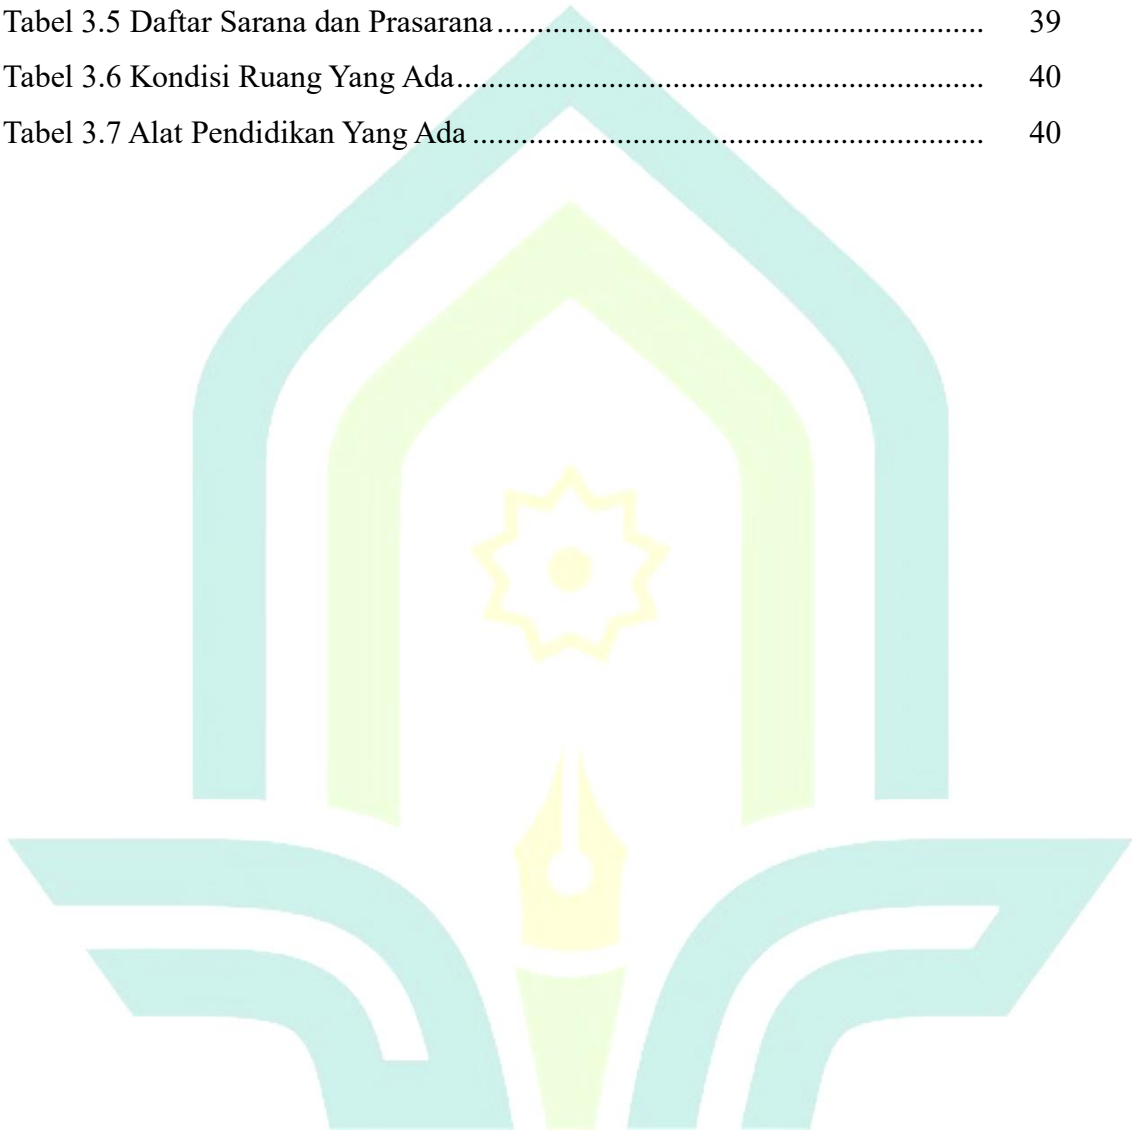 Tabel 3.5 Daftar Sarana dan Prasarana............................................................. 39
Tabel 3.6 Kondisi Ruang Yang Ada.................................................................. 40
Tabel 3.7 Alat Pendidikan Yang Ada ................................................................ 40